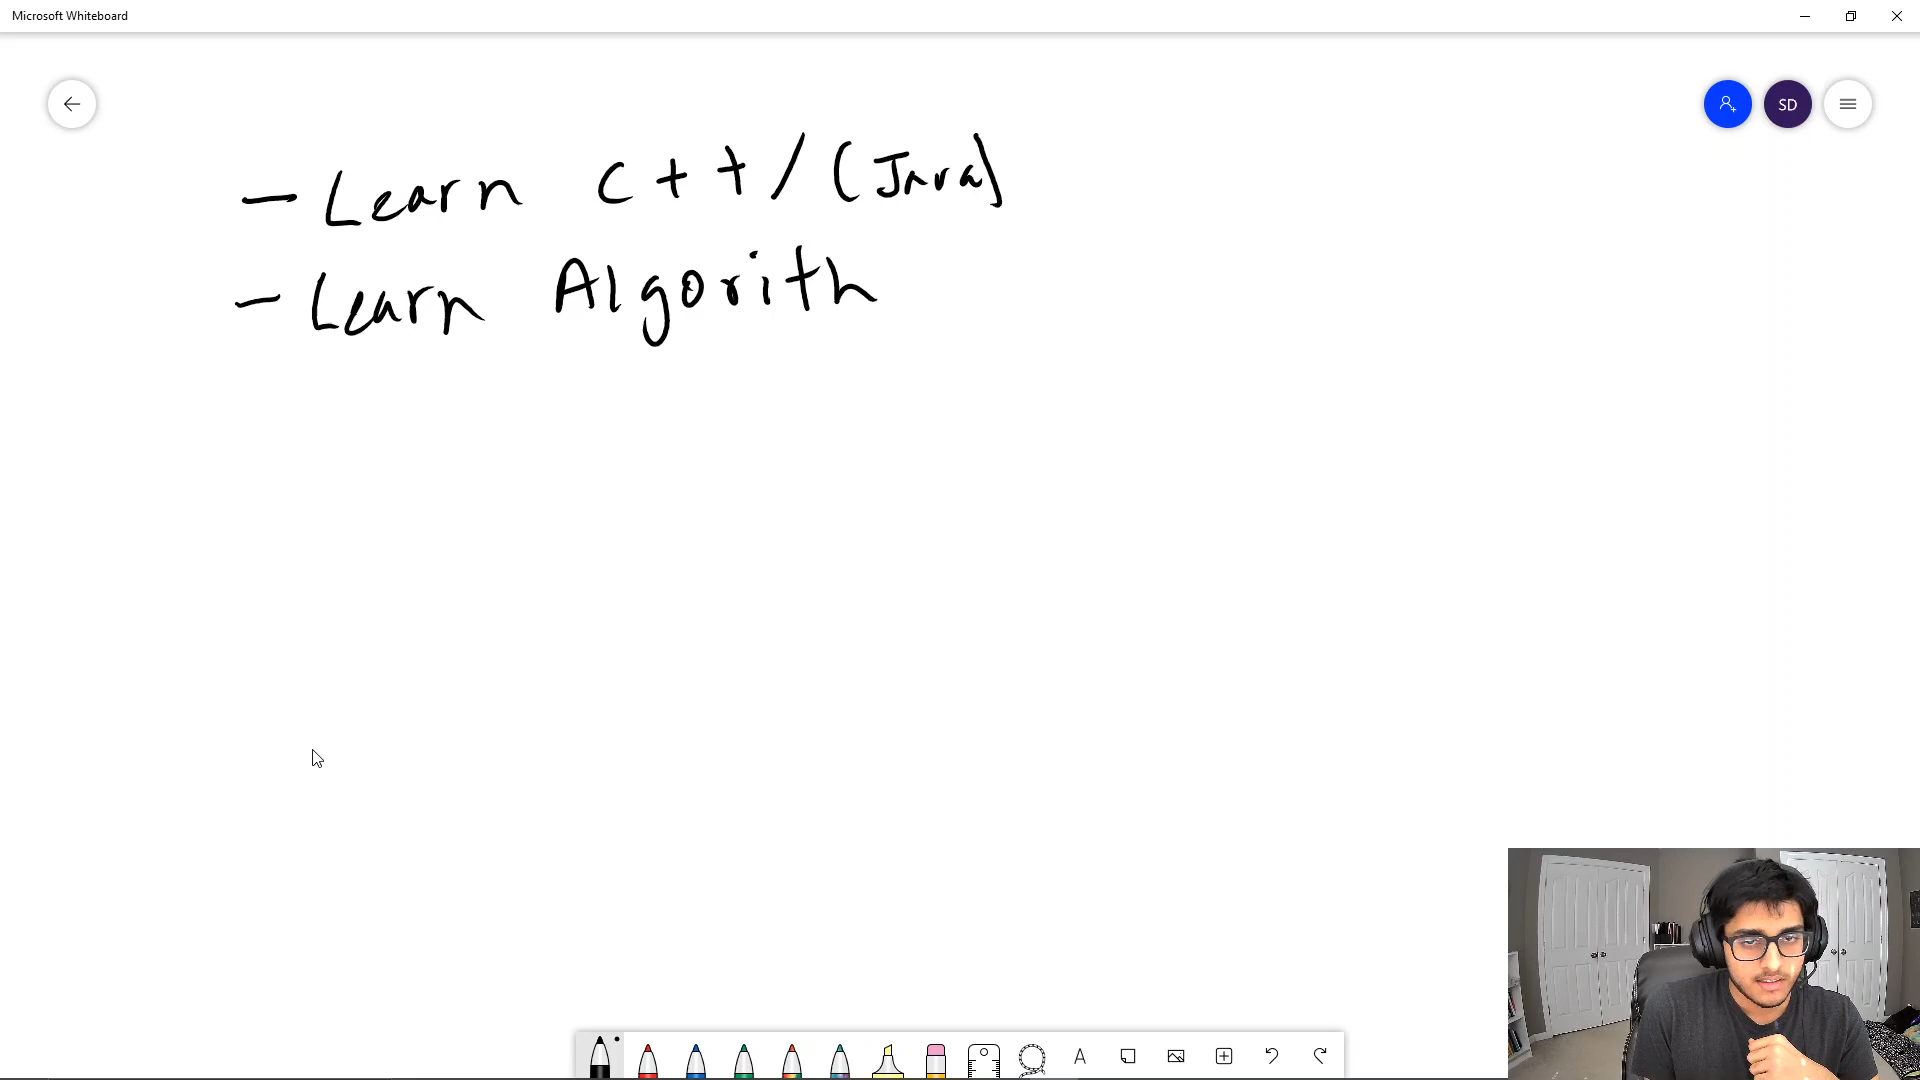 Microsoft Whiteboard
SD
- Learn C++/(Java)
- Learn Algorith
A